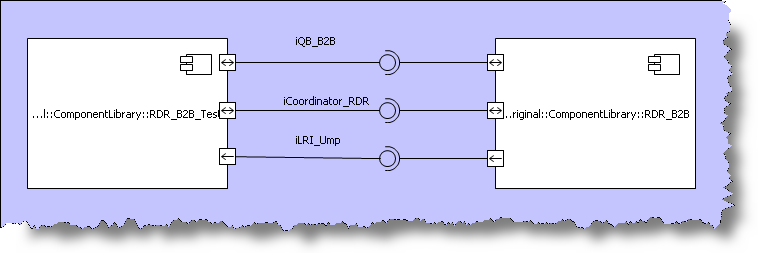 iQB_B2B
iCoordinator_RDR
...l::ComponentLibrary::RDR_B2B_Test
...riginal::ComponentLibrary::RDR_B2B
iLRI_Ump